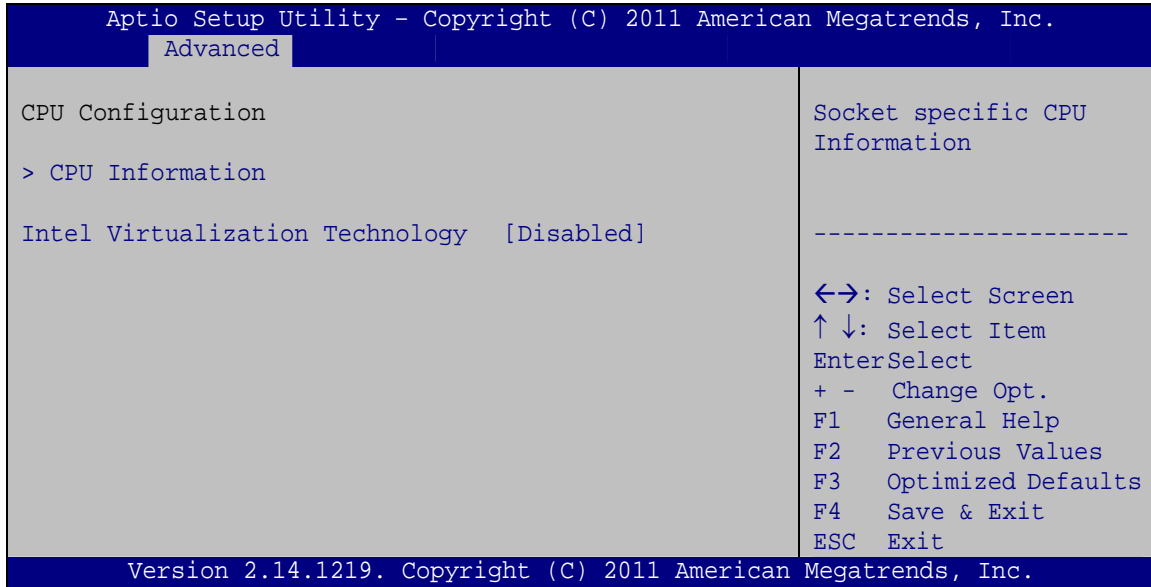 Aptio Setup Utility – Copyright (C) 2011 American Megatrends, Inc.
Advanced
CPU Configuration
> CPU Information
Intel Virtualization Technology [Disabled]
Socket specific CPU
Information
----------------------
←→: Select Screen
↑ ↓: Select Item
EnterSelect
+ - Change Opt.
F1 General Help
F2 Previous Values
F3 Optimized Defaults
F4 Save & Exit
ESC Exit
Version 2.14.1219. Copyright (C) 2011 American Megatrends, Inc.